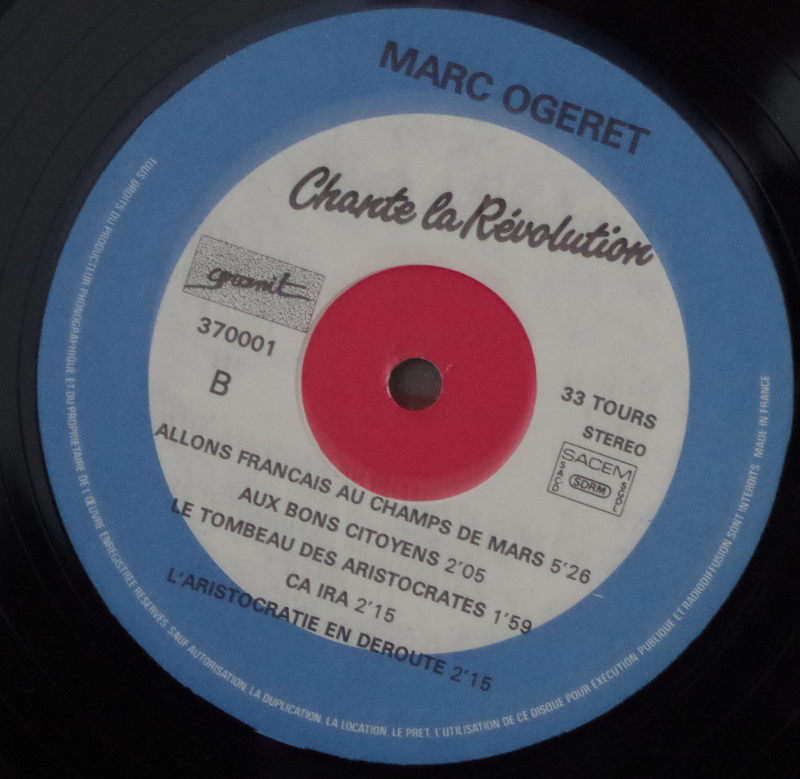 MARC OGERET
Chante la Révolution
granit
370001
B
33 TOURS
STEREO
SACEM
SACD
SDRM
SGDL
ALLONS FRANCAIS AU CHAMPS DE MARS 5'26
AUX BONS CITOYENS 2'05
LE TOMBEAU DES ARISTOCRATES 1'59
CA IRA 2'15
L'ARISTOCRATIE EN DEROUTE 2'15
TOUS DROITS DU PRODUCTEUR PHONOGRAPHIQUE ET DU PROPRIETAIRE DE L'ŒUVRE ENREGISTREE RESERVES. SAUF AUTORISATION, LA DUPLICATION, LA LOCATION, LE PRET, L'UTILISATION DE CE DISQUE POUR EXECUTION PUBLIQUE ET RADIODIFFUSION SONT INTERDITS MADE IN FRANCE